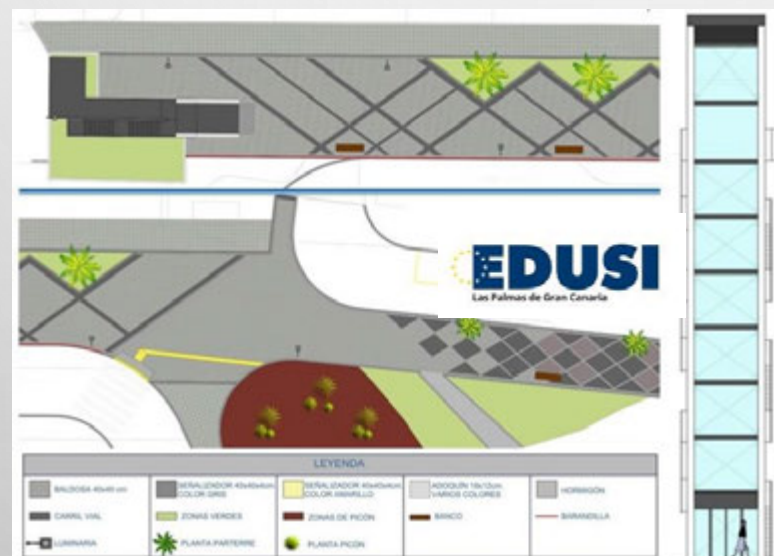 EDUSI
Las Palmas de Gran Canaria
LEYENDA
BALDOSA 40x40 cm
SEÑALIZADOR 40x40x4cm
COLOR GRIS
SEÑALIZADOR 40x40x4cm
COLOR AMARILLO
ADOQUÍN 18x12cm
VARIOS COLORES
HORMIGÓN
CARRIL VIAL
ZONAS VERDES
ZONAS DE PICÓN
BANCO
BARANDILLA
LUMINARIA
PLANTA PARTERRE
PLANTA PICÓN